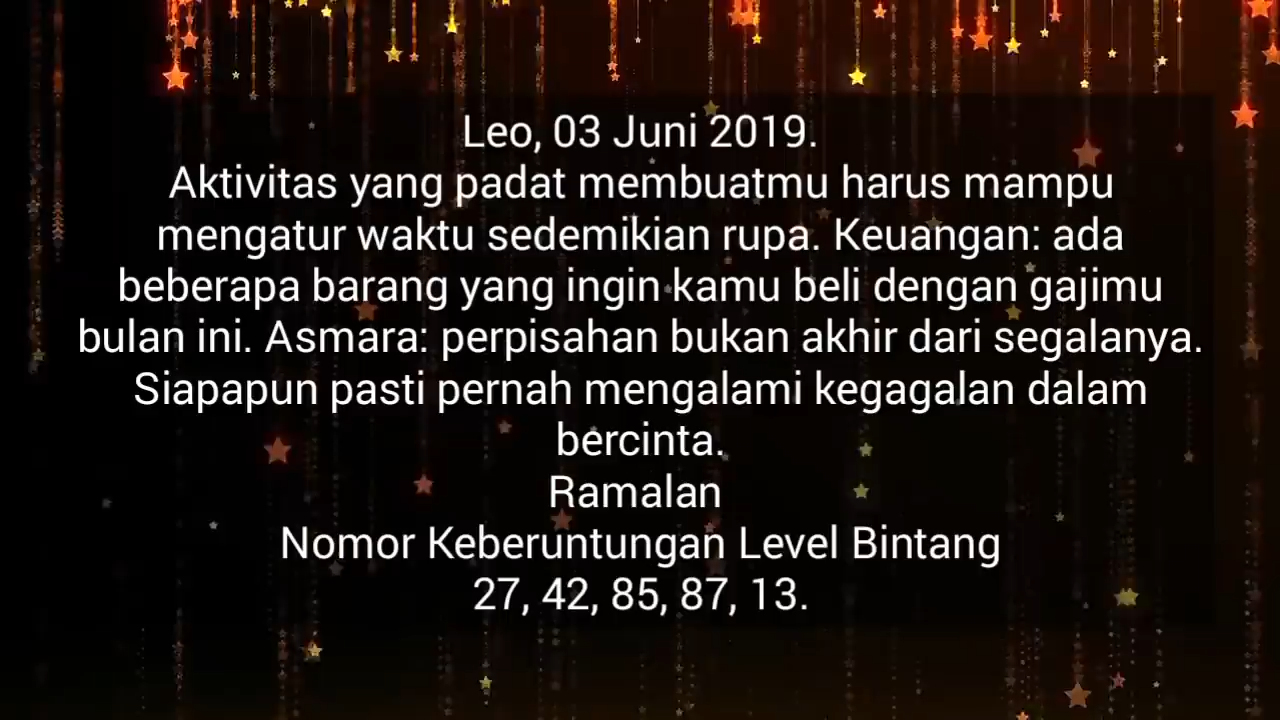 Leo, 03 Juni 2019.
Aktivitas yang padat membuatmu harus mampu
mengatur waktu sedemikian rupa. Keuangan: ada
beberapa barang yang ingin kamu beli dengan gajimu
bulan ini. Asmara: perpisahan bukan akhir dari segalanya.
Siapapun pasti pernah mengalami kegagalan dalam
bercinta.
Ramalan
Nomor Keberuntungan Level Bintang
27, 42, 85, 87, 13.